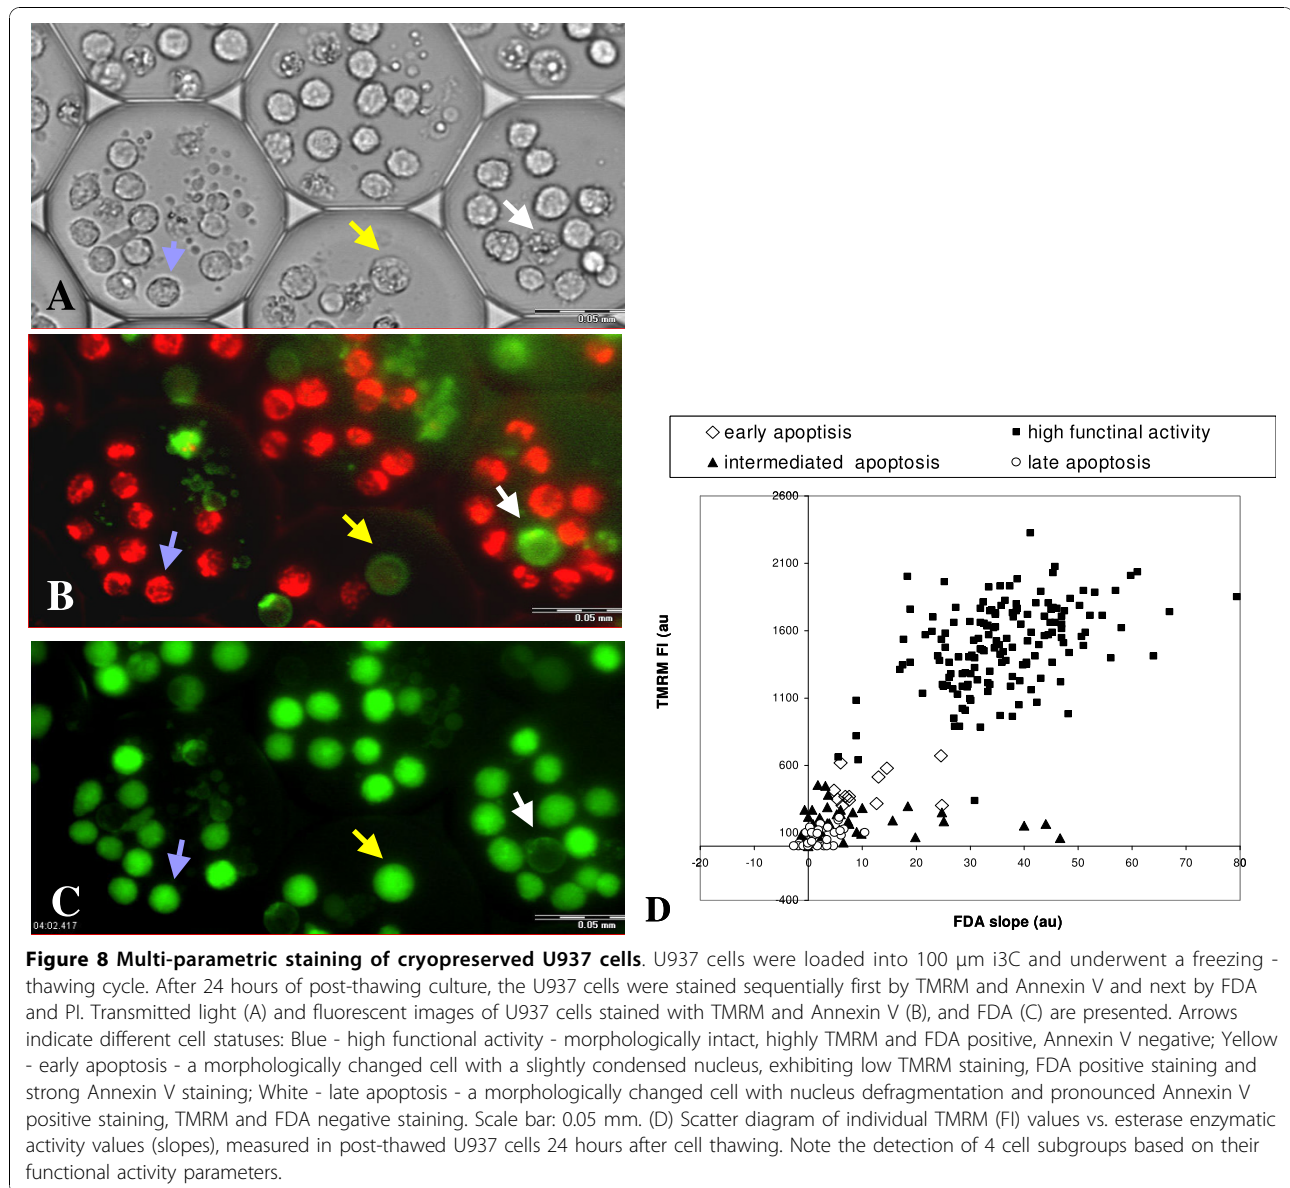 A
0.05 mm
B
0.05 mm
C
04:02.417
0.05 mm
early apoptisis
high functinal activity
intermediated apoptosis
late apoptosis
TMRM FI (au
2600
2100
1600
1100
600
100
-400
-20 -10 0 10 20 30 40 50 60 70 80
D
FDA slope (au)
Figure 8 Multi-parametric staining of cryopreserved U937 cells. U937 cells were loaded into 100 μm i3C and underwent a freezing -
thawing cycle. After 24 hours of post-thawing culture, the U937 cells were stained sequentially first by TMRM and Annexin V and next by FDA
and PI. Transmitted light (A) and fluorescent images of U937 cells stained with TMRM and Annexin V (B), and FDA (C) are presented. Arrows
indicate different cell statuses: Blue - high functional activity - morphologically intact, highly TMRM and FDA positive, Annexin V negative; Yellow
- early apoptosis - a morphologically changed cell with a slightly condensed nucleus, exhibiting low TMRM staining, FDA positive staining and
strong Annexin V staining; White - late apoptosis - a morphologically changed cell with nucleus defragmentation and pronounced Annexin V
positive staining, TMRM and FDA negative staining. Scale bar: 0.05 mm. (D) Scatter diagram of individual TMRM (FI) values vs. esterase enzymatic
activity values (slopes), measured in post-thawed U937 cells 24 hours after cell thawing. Note the detection of 4 cell subgroups based on their
functional activity parameters.